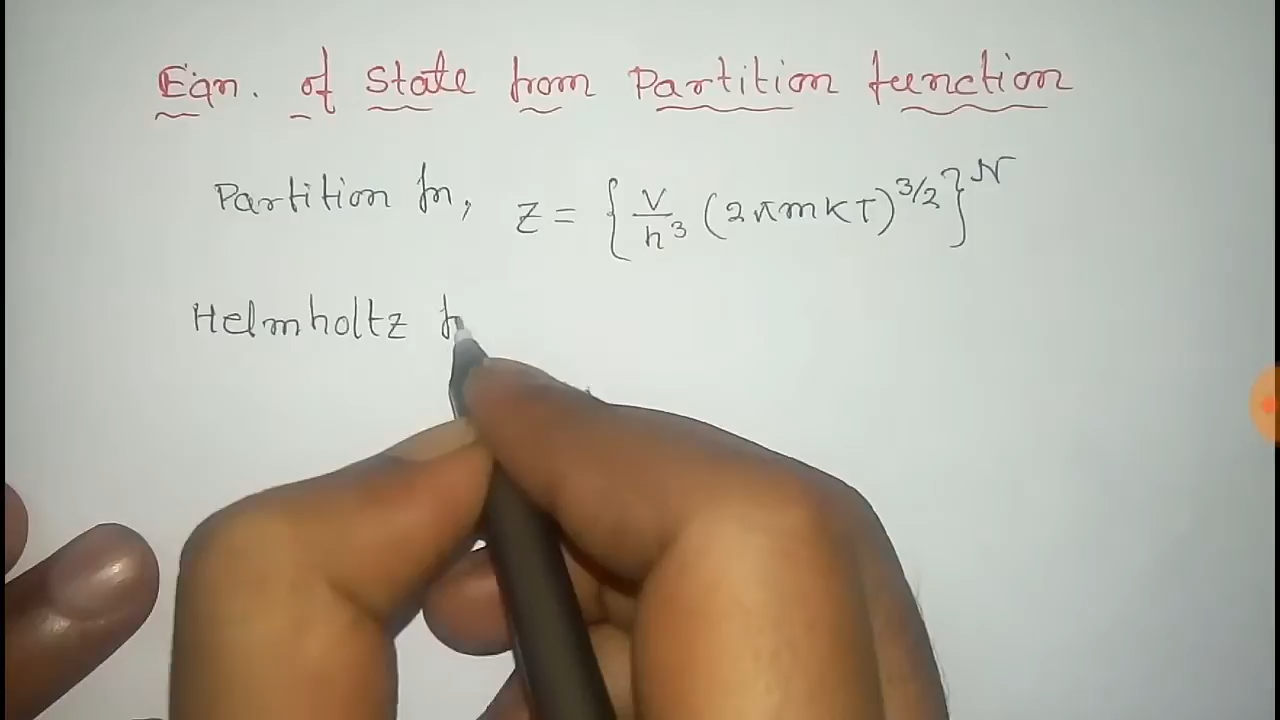 Eqn. of State from Partition function
Partition fn, Z = { V/h³ (2πmKT)^3/2 }^N
Helmholtz